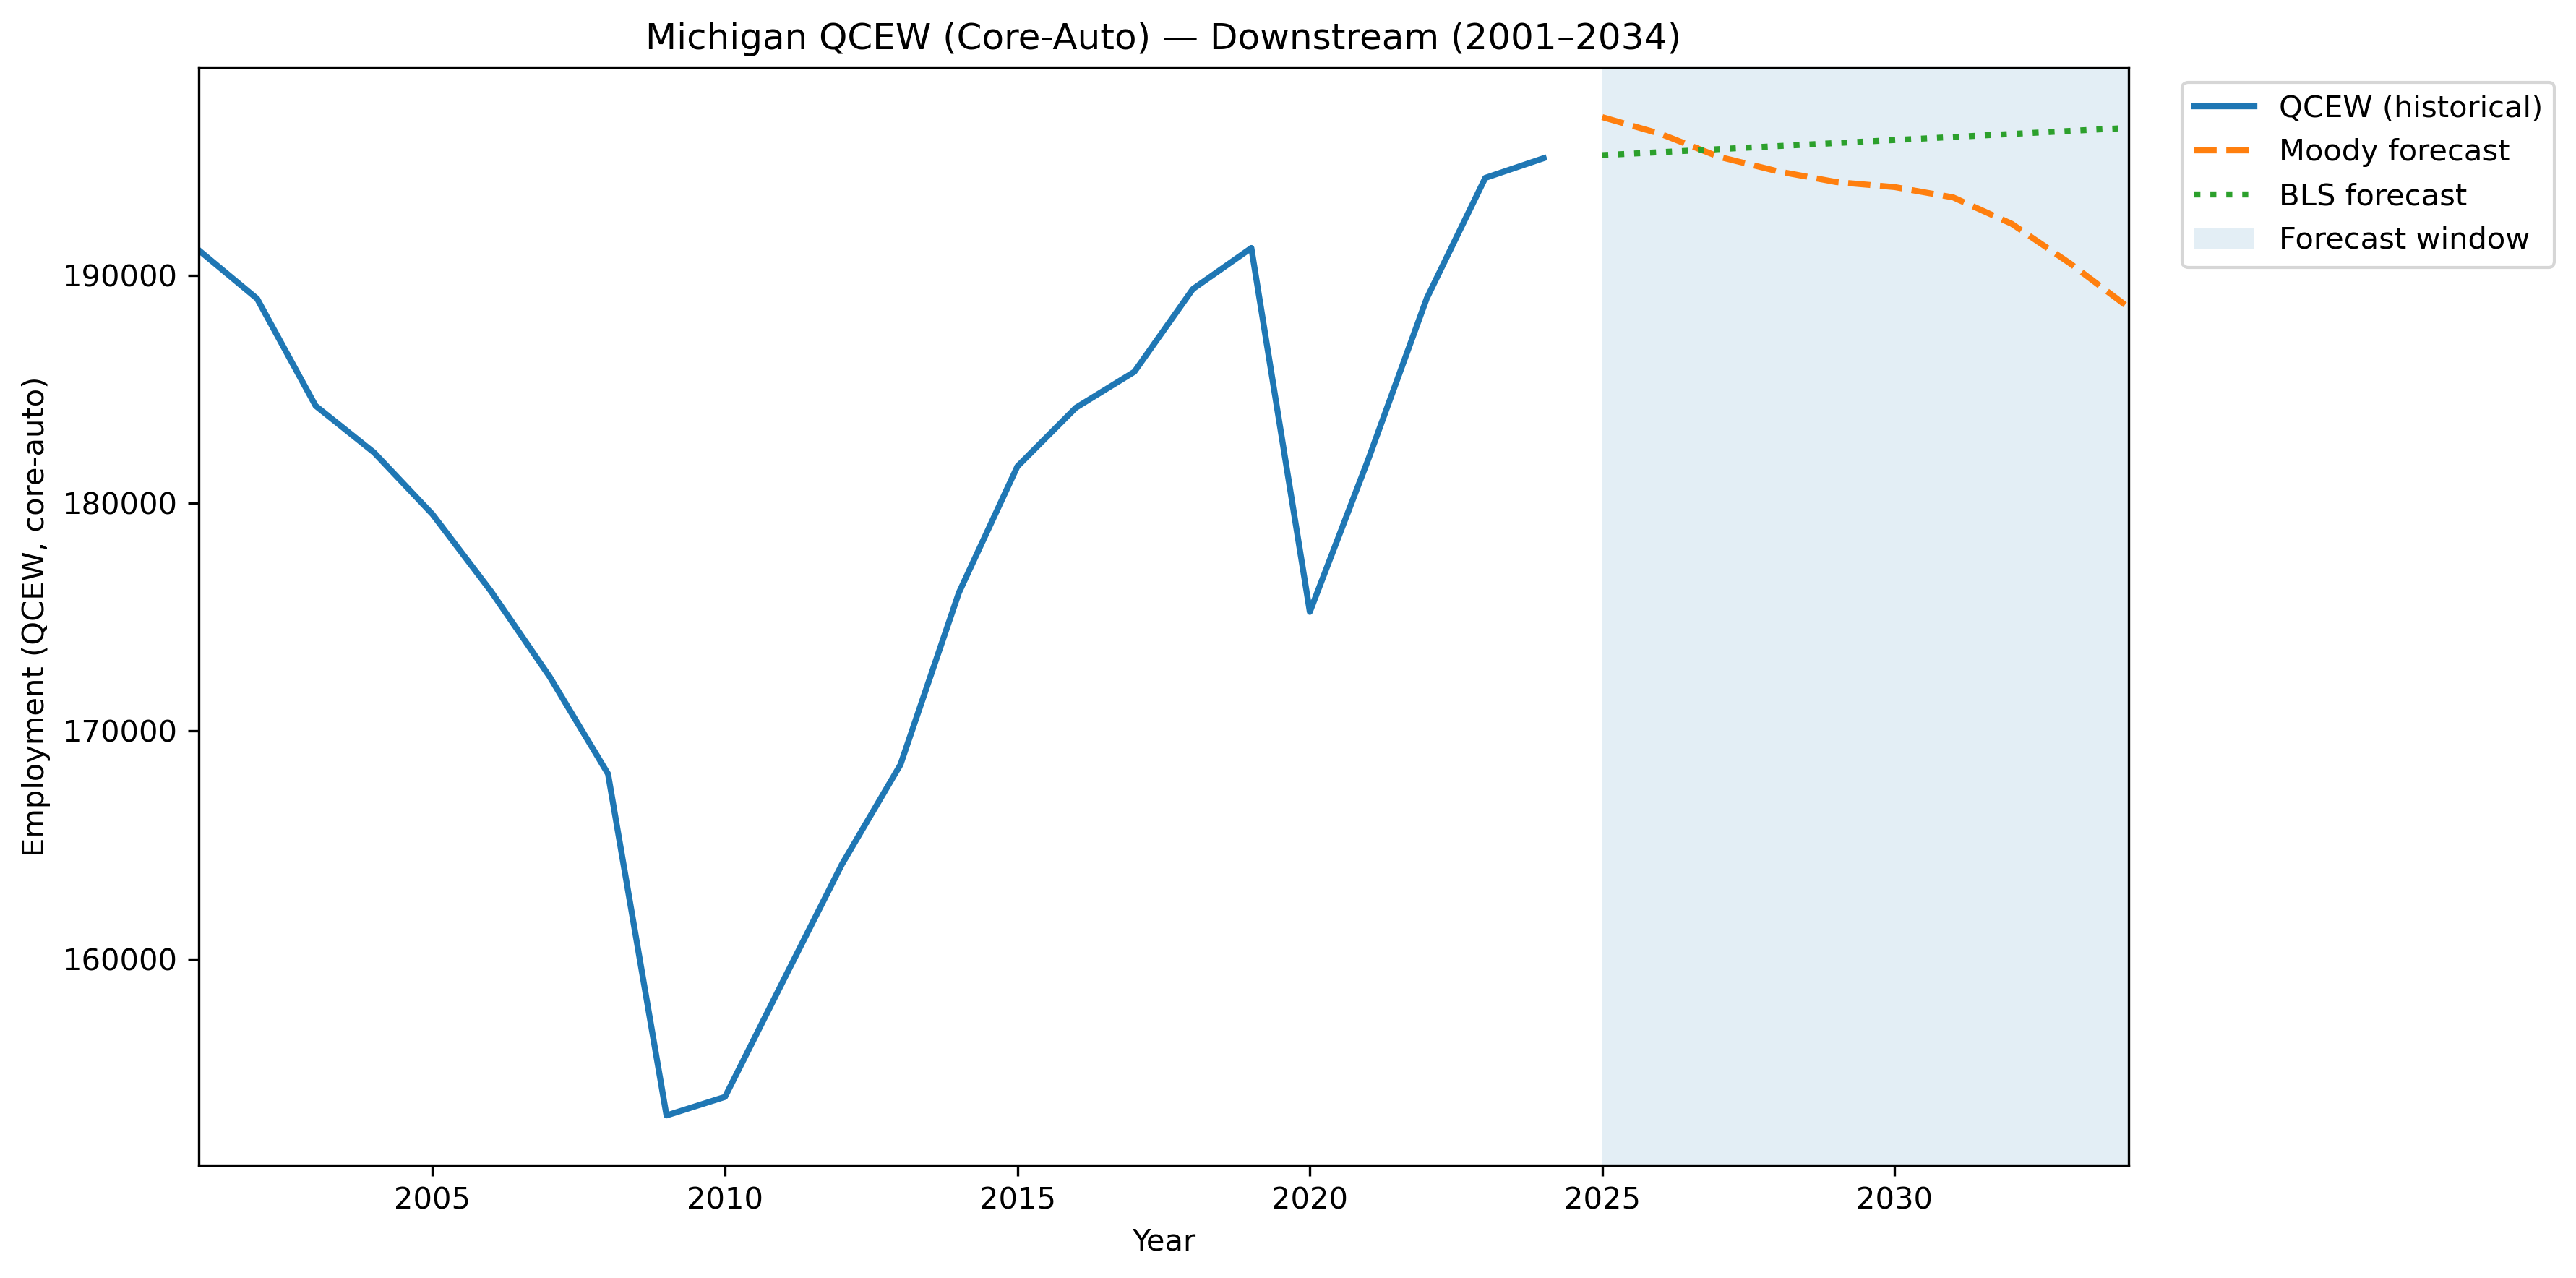 Michigan QCEW (Core-Auto) — Downstream (2001–2034)
QCEW (historical)
Moody forecast
BLS forecast
Forecast window
Employment (QCEW, core-auto)
190000
180000
170000
160000
2005
2010
2015
2020
2025
2030
Year